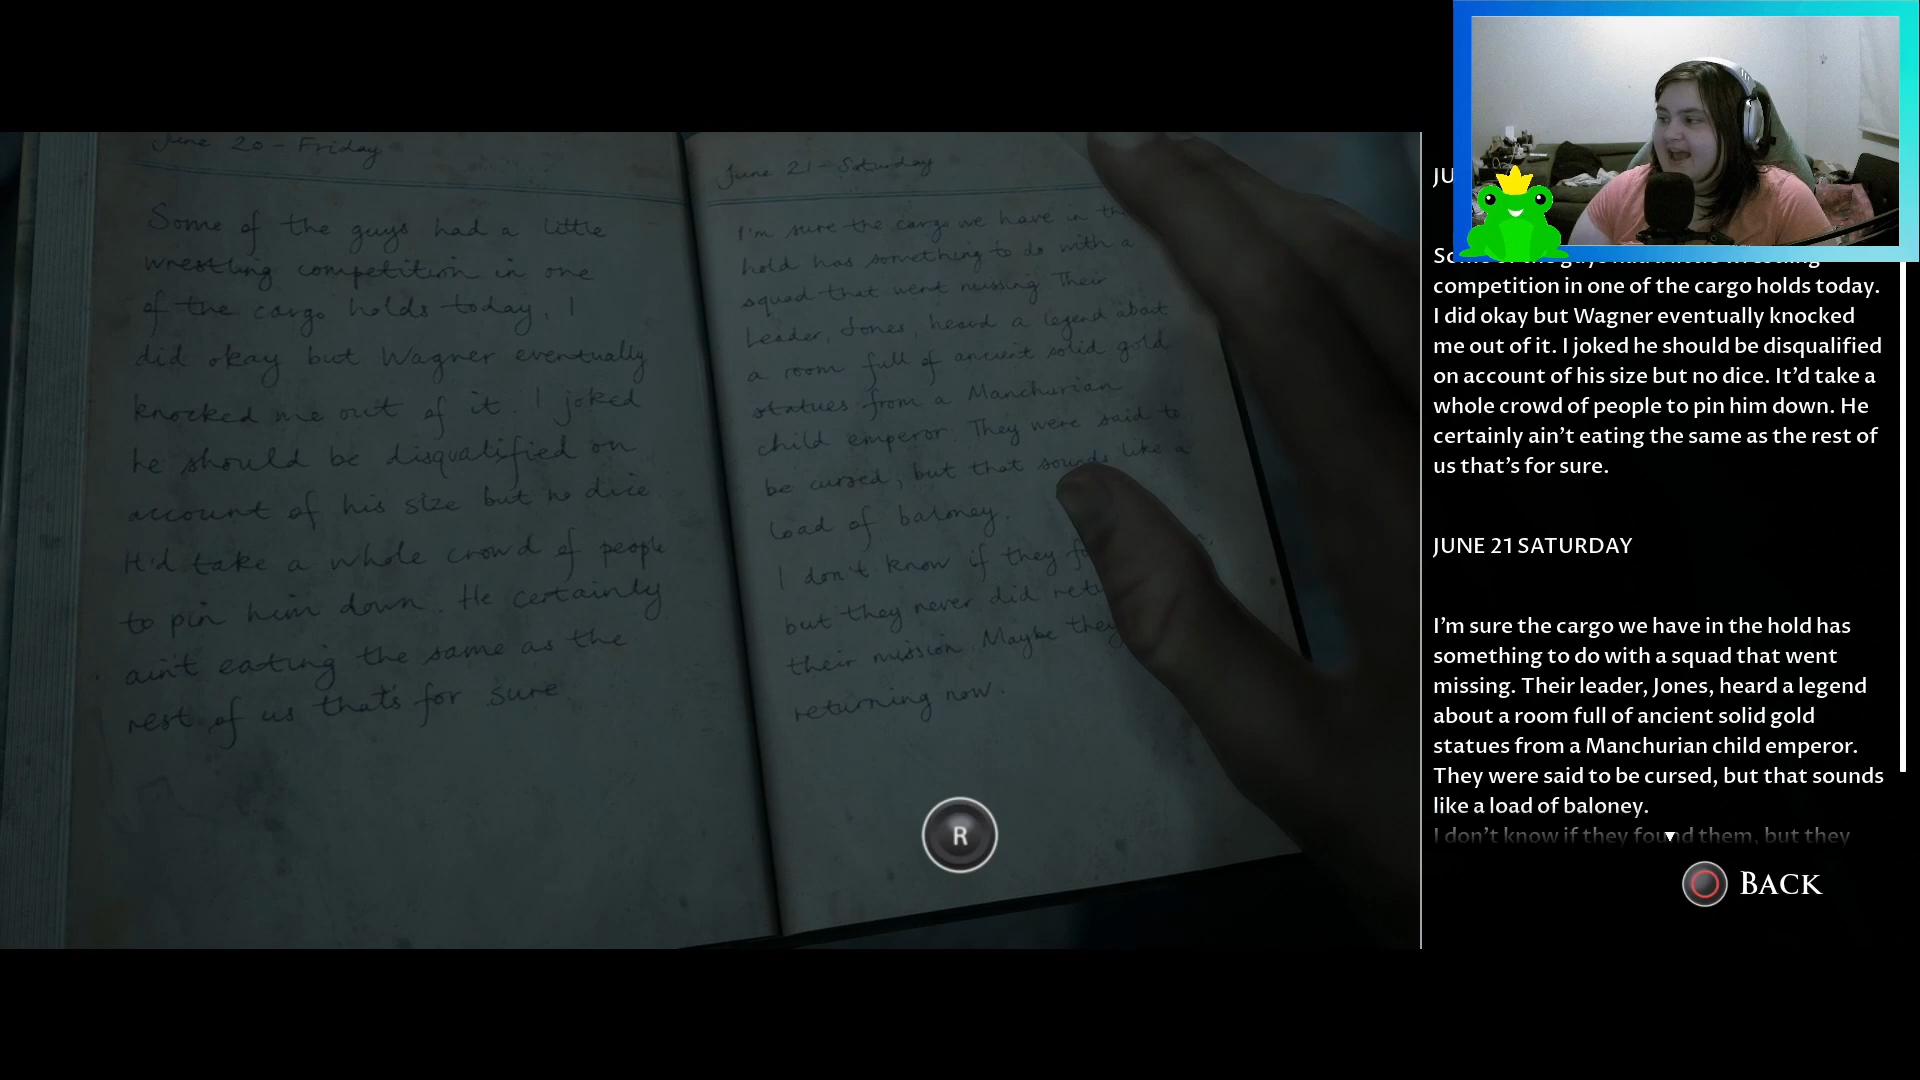 June 20 - Friday
Some of the guys had a little
wrestling competition in one
of the cargo holds today. I
did okay but Wagner eventually
knocked me out of it. I joked
he should be disqualified on
account of his size but no dice.
It'd take a whole crowd of people
to pin him down. He certainly
ain't eating the same as the
rest of us that's for sure
June 21 - Saturday
I'm sure the cargo we have in the
hold has something to do with a
squad that went missing. Their
leader, Jones, heard a legend about
a room full of ancient solid gold
statues from a Manchurian
child emperor. They were said to
be cursed, but that sounds like a
load of baloney.
I don't know if they
but they never did
their mission. Maybe they
returning now.
R
JU
competition in one of the cargo holds today.
I did okay but Wagner eventually knocked
me out of it. I joked he should be disqualified
on account of his size but no dice. It'd take a
whole crowd of people to pin him down. He
certainly ain't eating the same as the rest of
us that's for sure.
JUNE 21 SATURDAY
I'm sure the cargo we have in the hold has
something to do with a squad that went
missing. Their leader, Jones, heard a legend
about a room full of ancient solid gold
statues from a Manchurian child emperor.
They were said to be cursed, but that sounds
like a load of baloney.
I don't know if they found them, but they
BACK